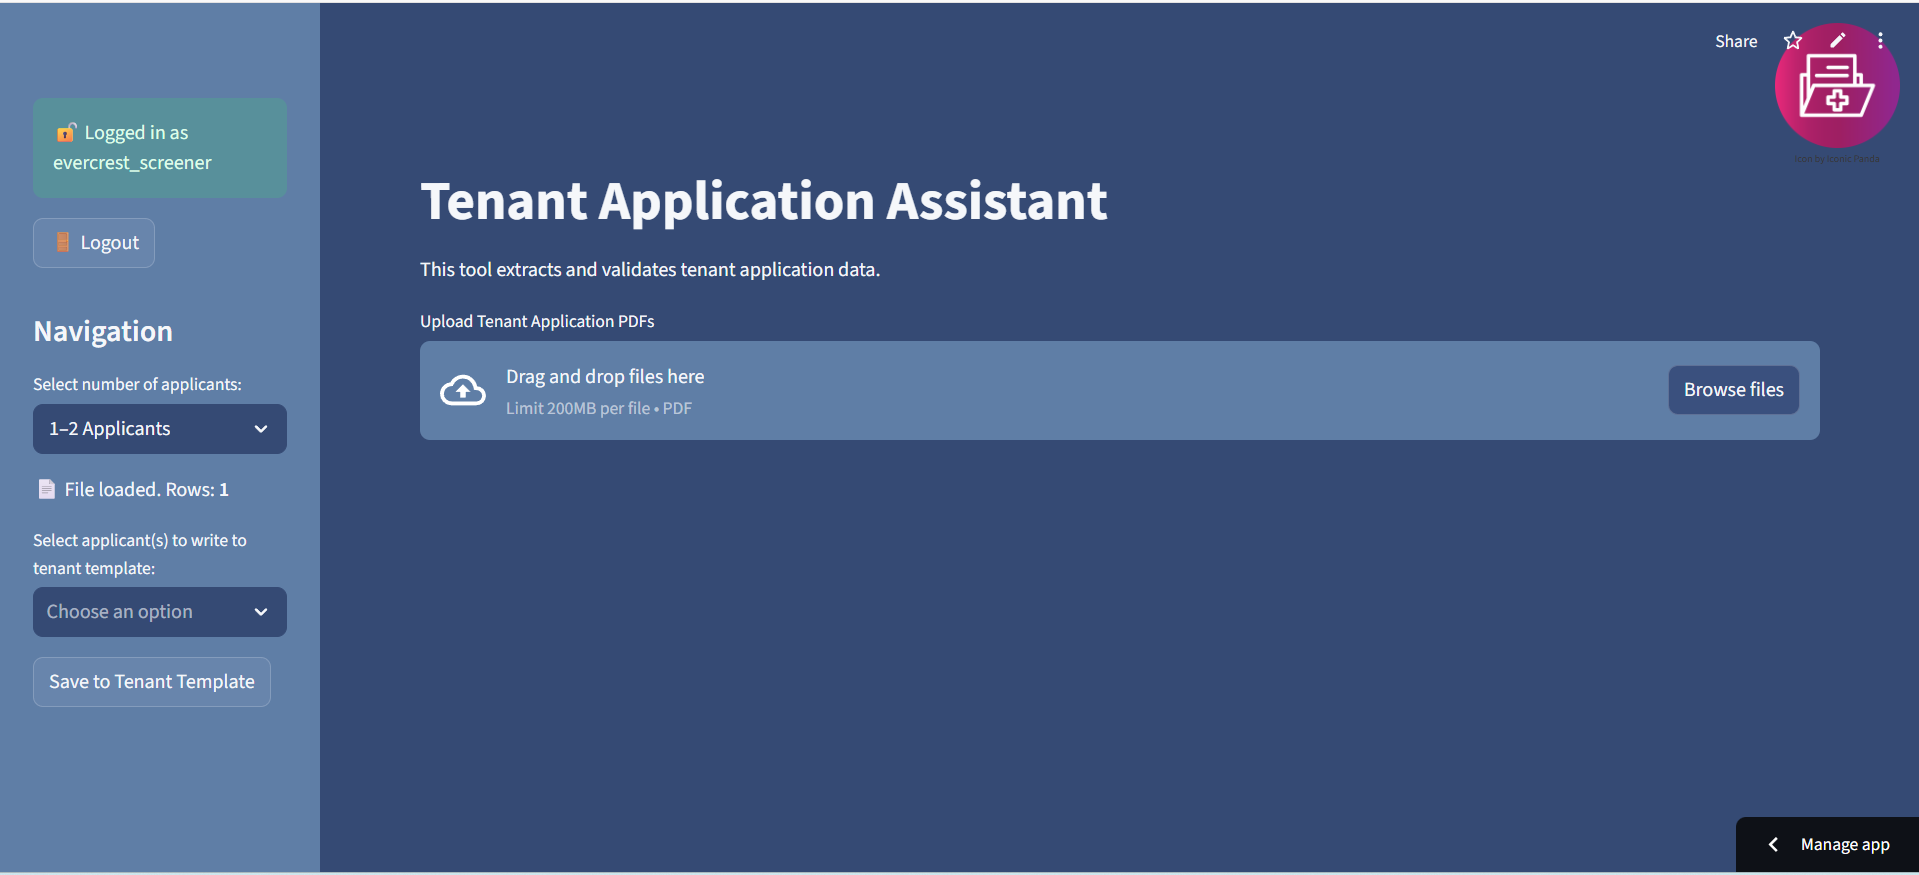 Share
Icon by Iconic Panda
🔓 Logged in as
evercrest_screener
🚪 Logout
Navigation
Select number of applicants:
1–2 Applicants
📄 File loaded. Rows: 1
Select applicant(s) to write to
tenant template:
Choose an option
Save to Tenant Template
Tenant Application Assistant
This tool extracts and validates tenant application data.
Upload Tenant Application PDFs
Drag and drop files here
Limit 200MB per file • PDF
Browse files
Manage app